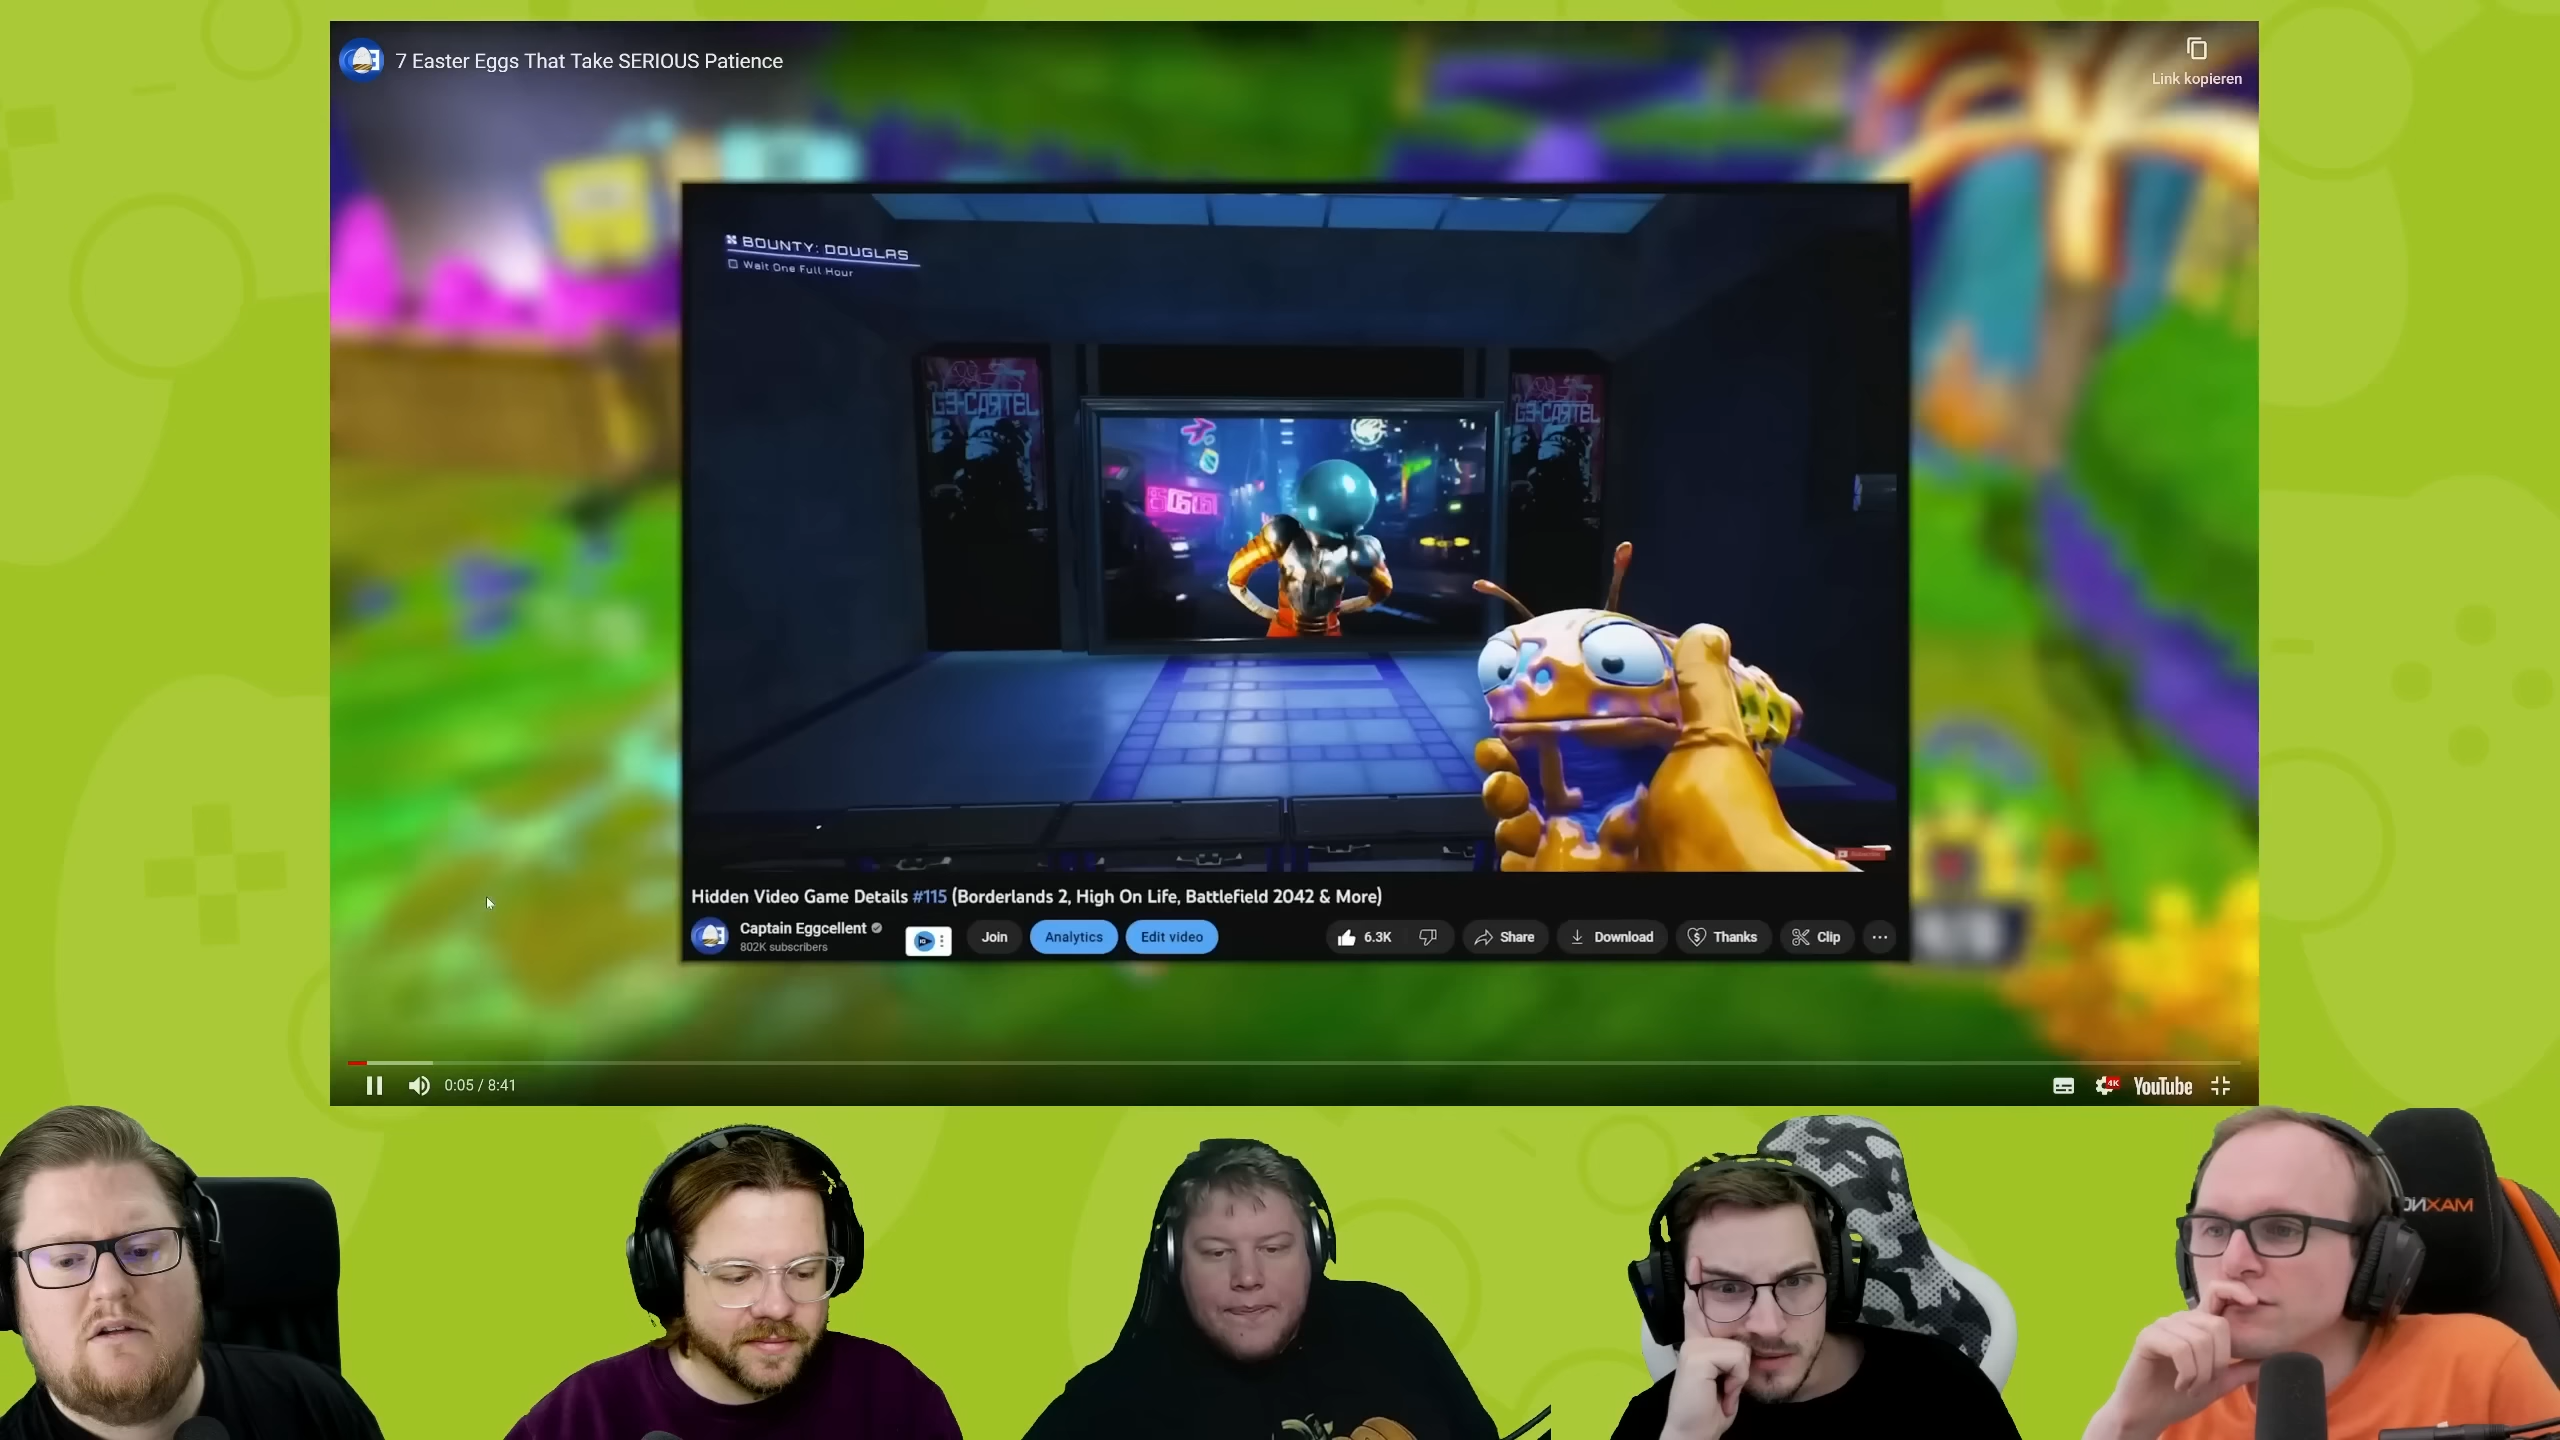 7 Easter Eggs That Take SERIOUS Patience
Link kopieren
BOUNTY: DOUGLAS
Wait One Full Hour
G3-CARTEL
G3-CARTEL
Hidden Video Game Details #115 (Borderlands 2, High On Life, Battlefield 2042 & More)
Captain Eggcellent
802K subscribers
Join
Analytics
Edit video
6.3K
Share
Download
Thanks
Clip
0:05 / 8:41
4K
YouTube